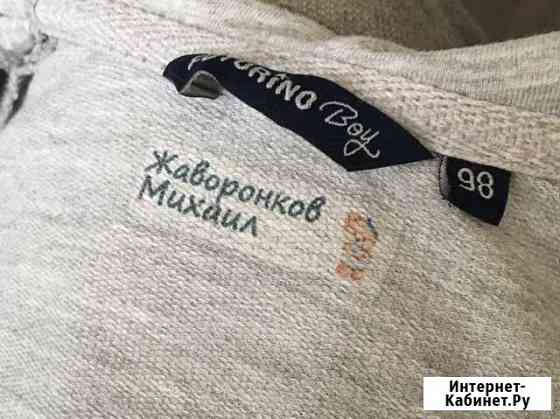 Boy
98
Жаворонков
Михаил
Интернет-
Кабинет.Ру